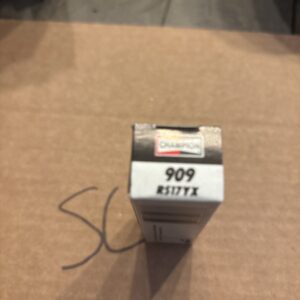 CHAMPION
909
RS17YX
SC